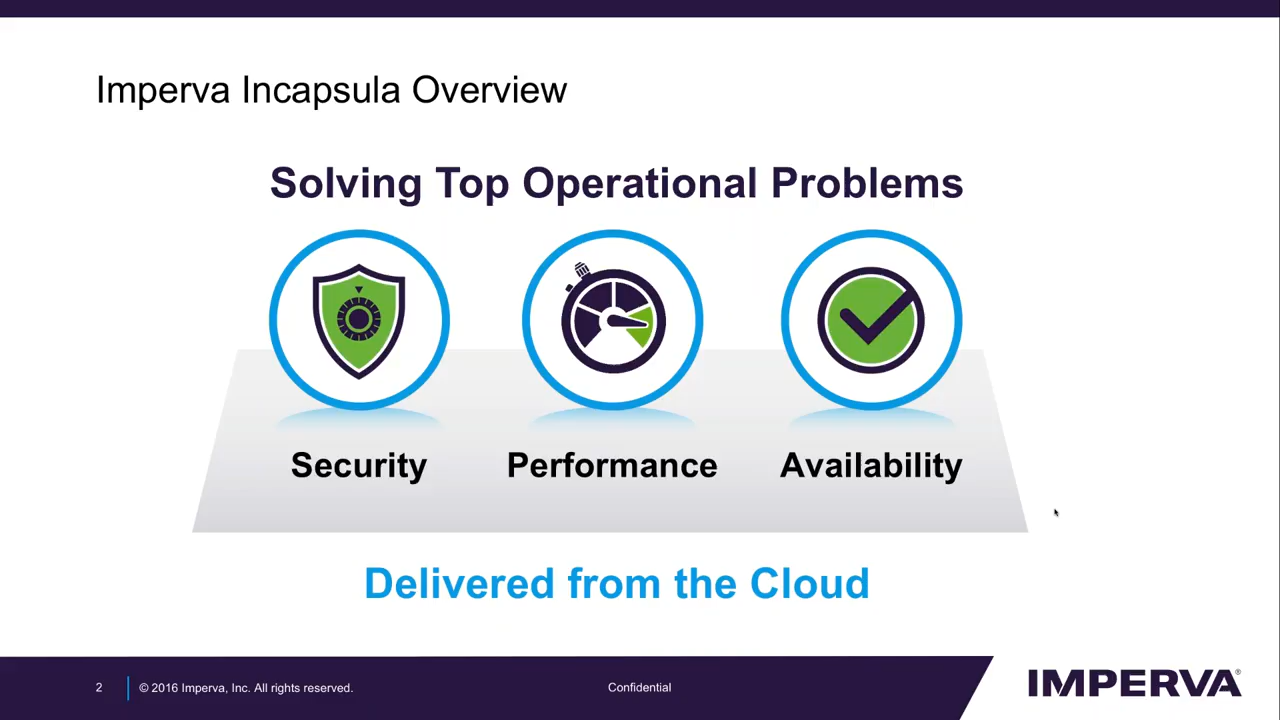 Imperva Incapsula Overview
Solving Top Operational Problems
Security Performance Availability
Delivered from the Cloud
2 © 2016 Imperva, Inc. All rights reserved. Confidential IMPERVA®